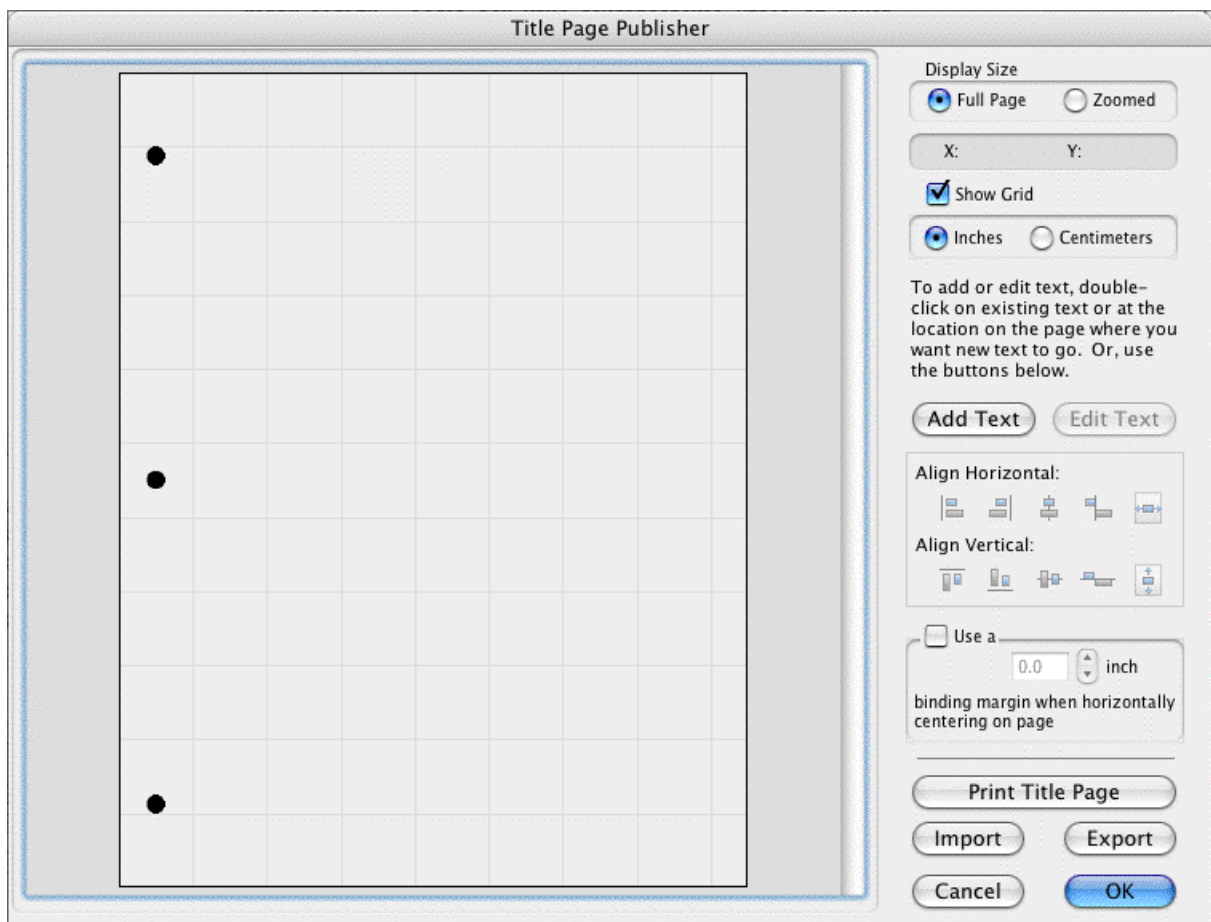 Title Page Publisher
Display Size
Full Page Zoomed
X: Y:
Show Grid
Inches Centimeters
To add or edit text, double-
click on existing text or at the
location on the page where you
want new text to go. Or, use
the buttons below.
Add Text Edit Text
Align Horizontal:
Align Vertical:
Use a
0.0 inch
binding margin when horizontally
centering on page
Print Title Page
Import Export
Cancel OK